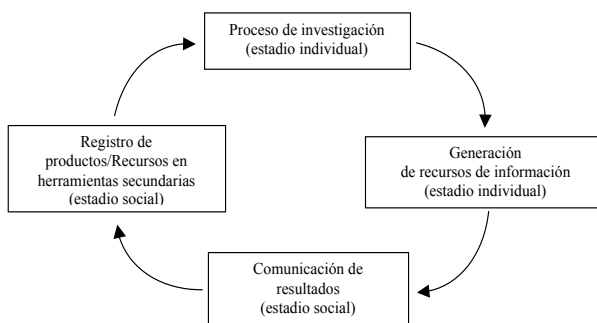 Proceso de investigación
(estadio individual)
Generación
de recursos de información
(estadio individual)
Comunicación de
resultados
(estadio social)
Registro de
productos/Recursos en
herramientas secundarias
(estadio social)